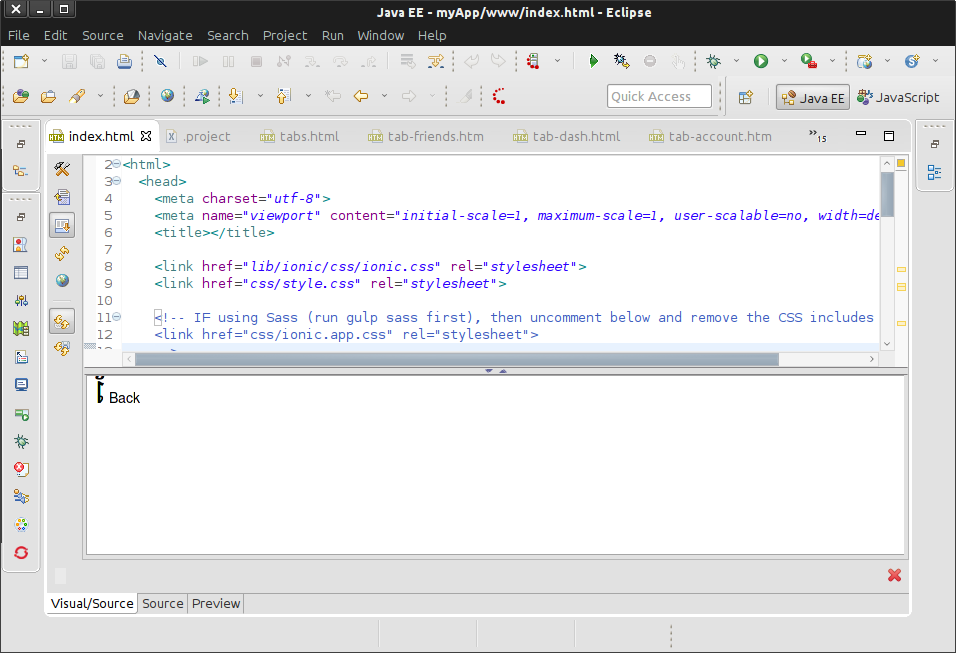 Java EE - myApp/www/index.html - Eclipse
File Edit Source Navigate Search Project Run Window Help
Quick Access
Java EE
JavaScript
index.html .project tabs.html tab-friends.htm tab-dash.html tab-account.htm »15
2 <html>
3 <head>
4 <meta charset="utf-8">
5 <meta name="viewport" content="initial-scale=1, maximum-scale=1, user-scalable=no, width=de
6 <title></title>
7
8 <link href="lib/ionic/css/ionic.css" rel="stylesheet">
9 <link href="css/style.css" rel="stylesheet">
10
11 <!-- IF using Sass (run gulp sass first), then uncomment below and remove the CSS includes
12 <link href="css/ionic.app.css" rel="stylesheet">
Back
Visual/Source Source Preview